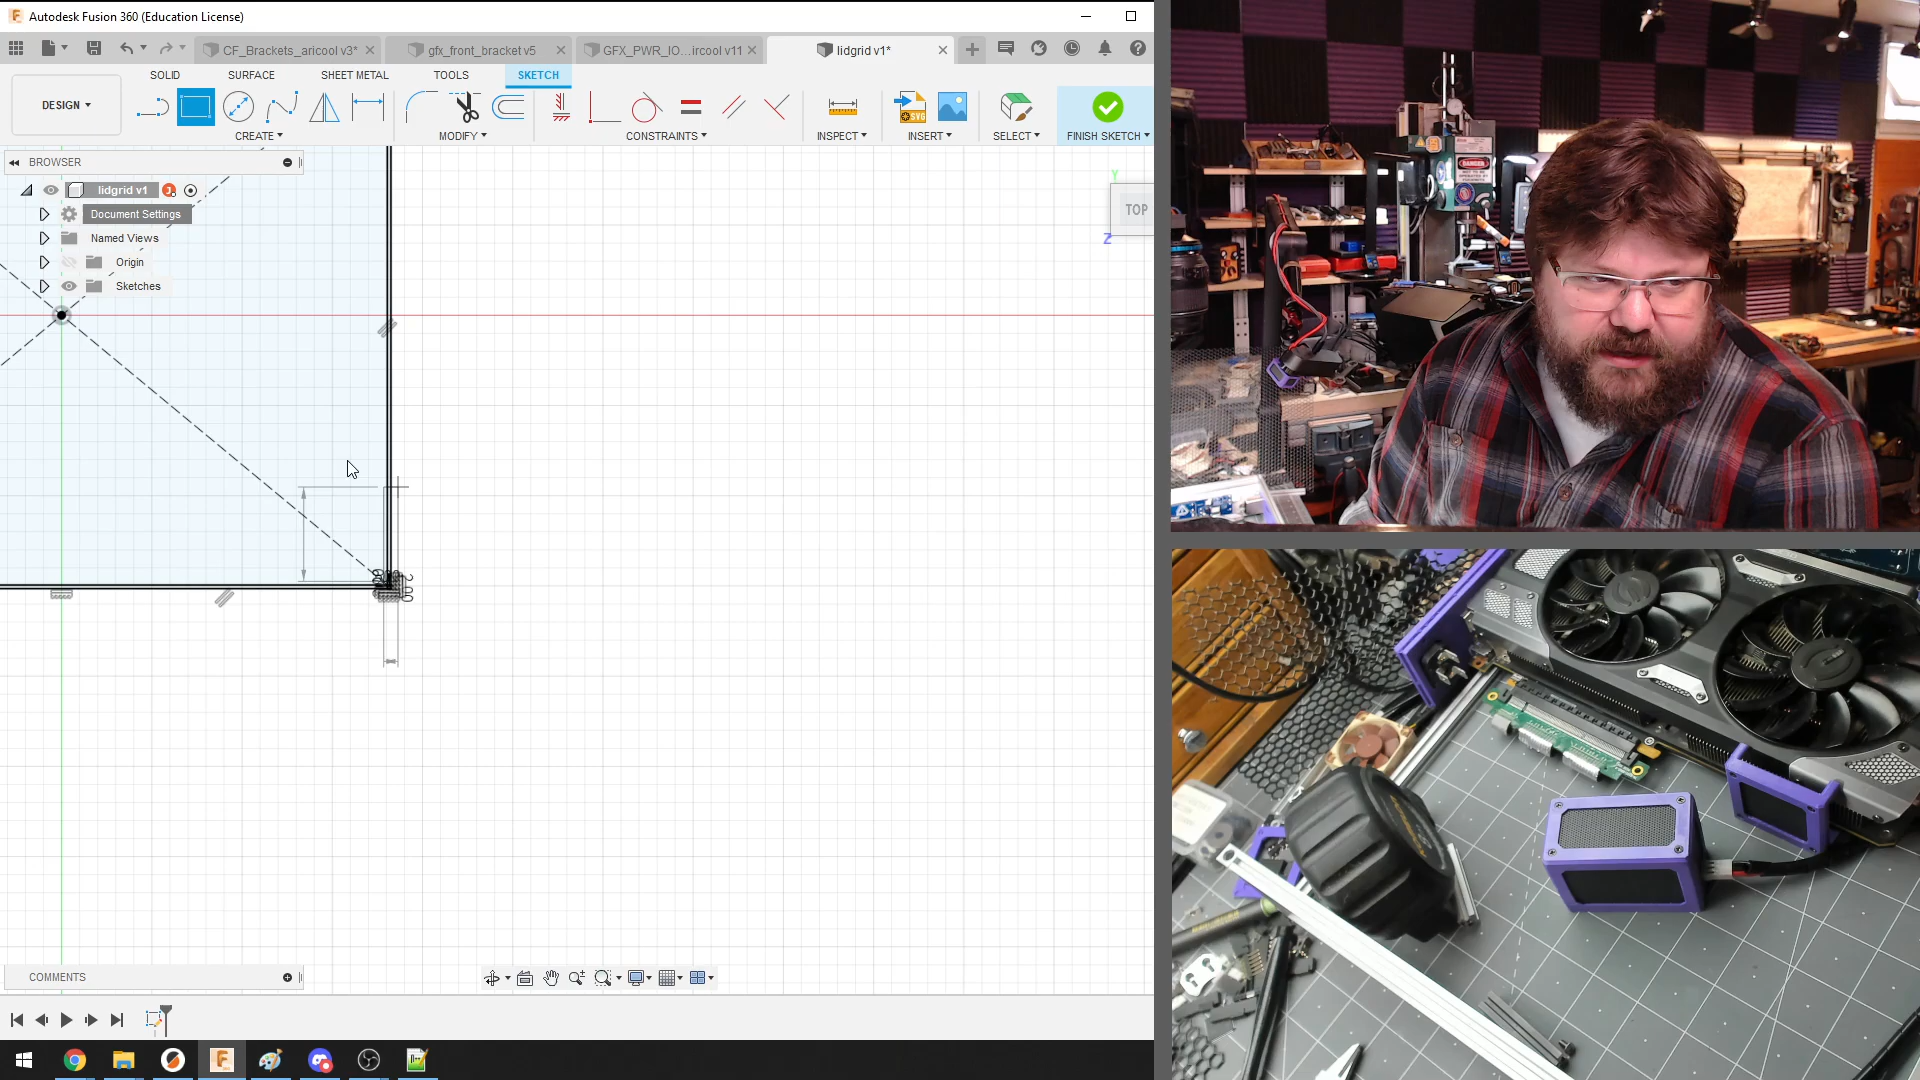 Autodesk Fusion 360 (Education License)
CF_Brackets_aricool v3*
gfx_front_bracket v5
GFX_PWR_IO...ircool v11
lidgrid v1*
SOLID
SURFACE
SHEET METAL
TOOLS
SKETCH
DESIGN
CREATE
MODIFY
CONSTRAINTS
INSPECT
INSERT
SELECT
FINISH SKETCH
BROWSER
lidgrid v1
Document Settings
Named Views
Origin
Sketches
Y
TOP
Z
COMMENTS
DANGER